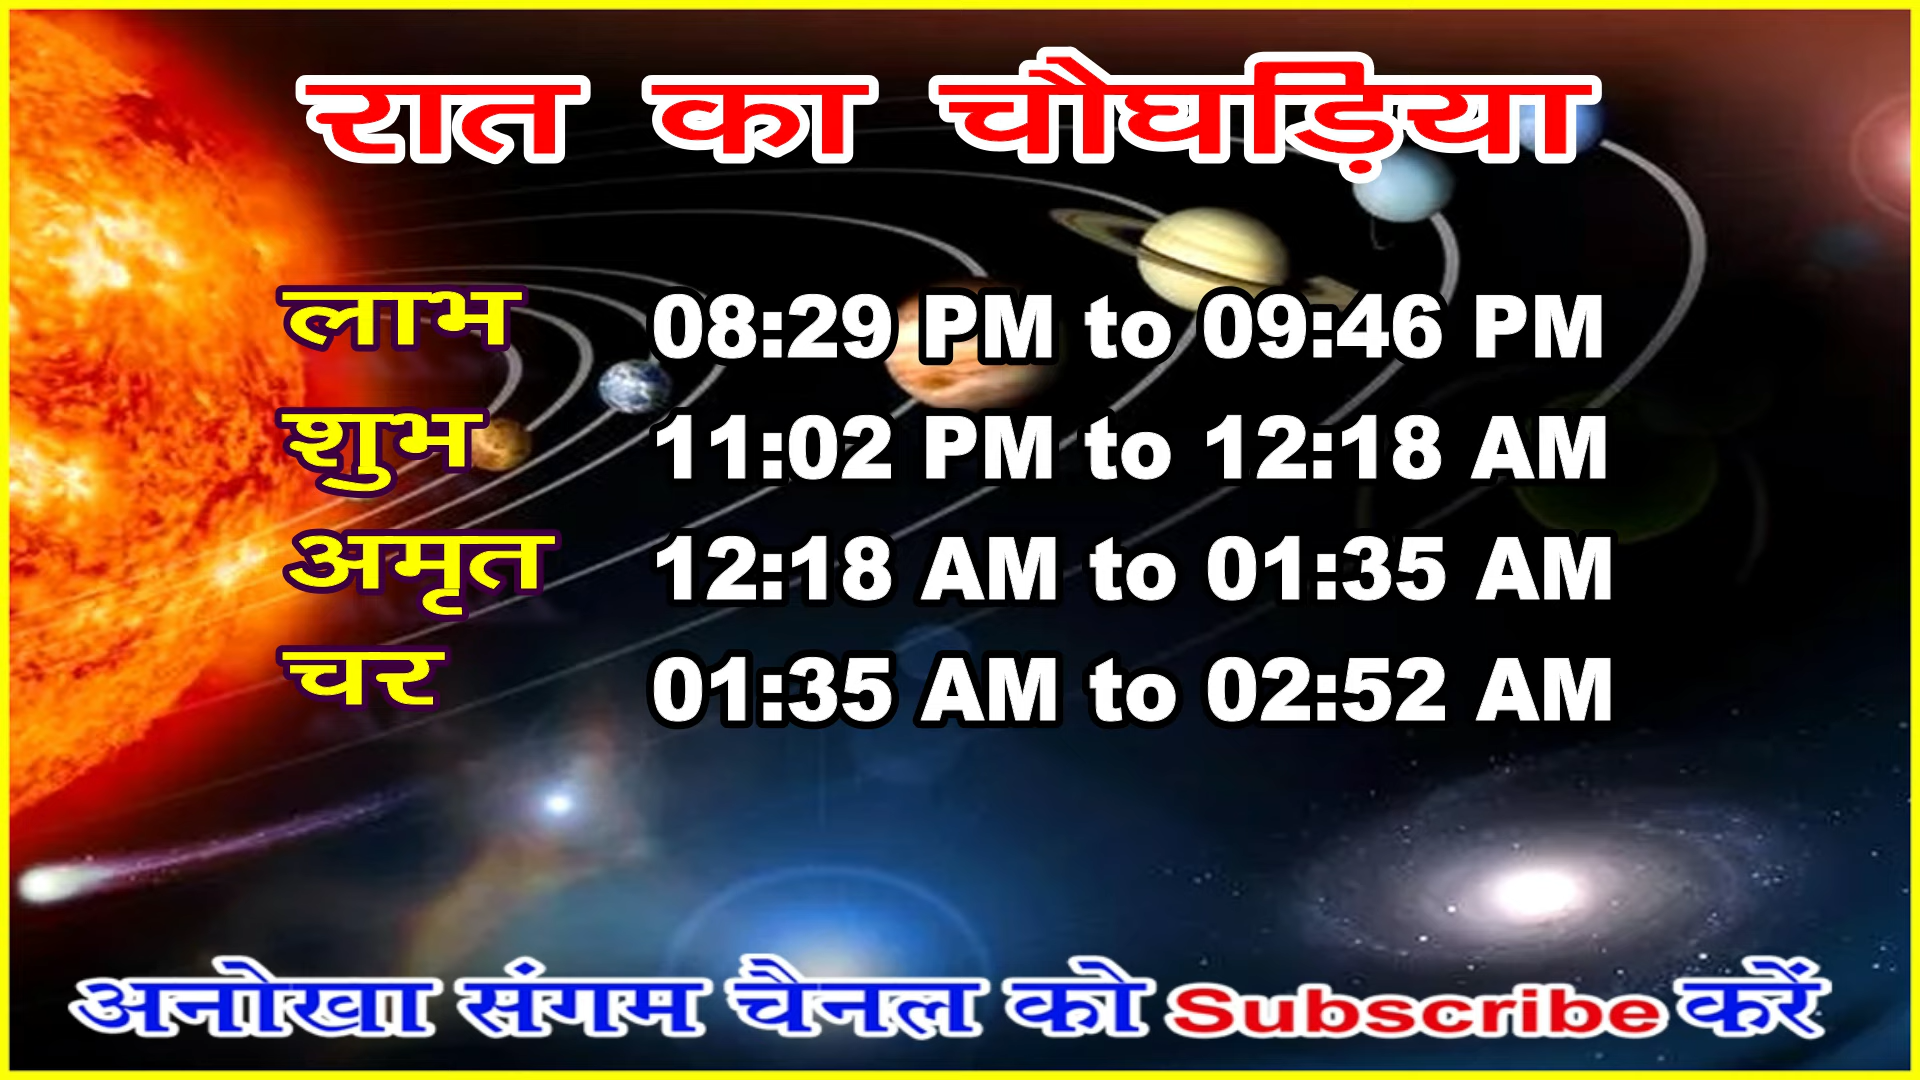 रात का चौघड़िया
लाभ 08:29 PM to 09:46 PM
शुभ 11:02 PM to 12:18 AM
अमृत 12:18 AM to 01:35 AM
चर 01:35 AM to 02:52 AM
अनोखा संगम चैनल को Subscribe करें